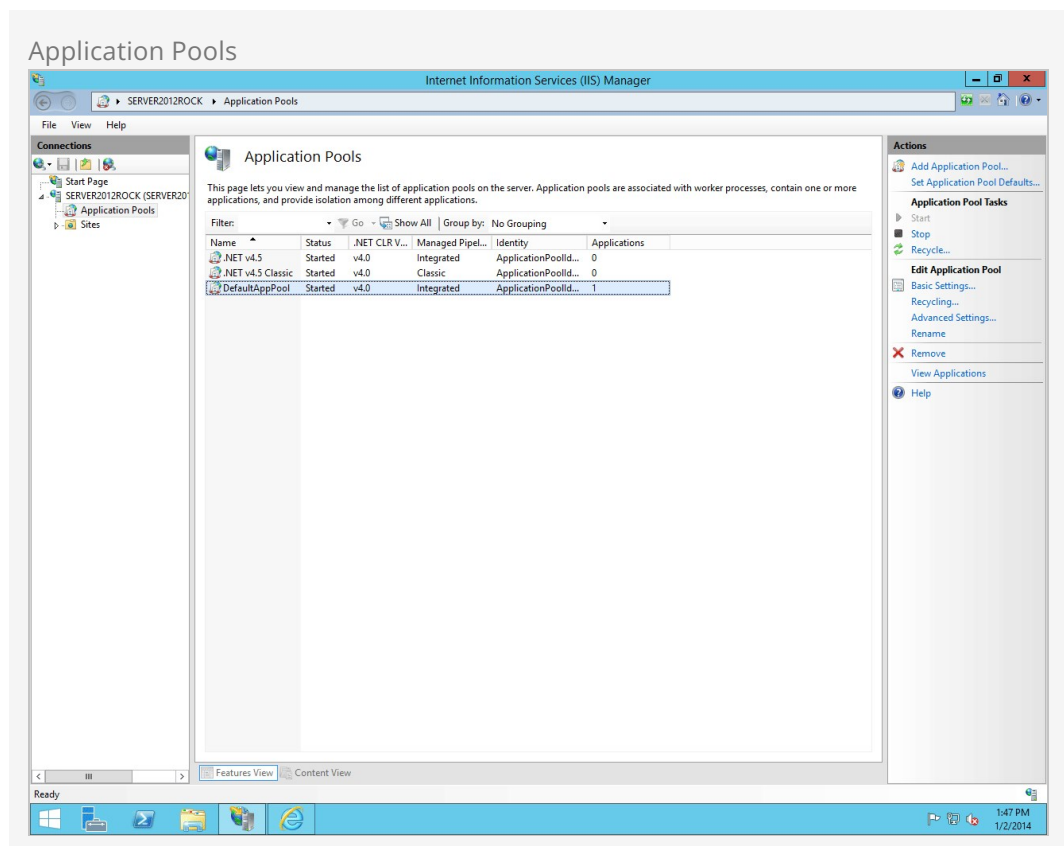 Application Pools
Internet Information Services (IIS) Manager
SERVER2012ROCK Application Pools
File View Help
Connections
Start Page
SERVER2012ROCK (SERVER20
Application Pools
Sites
Application Pools
This page lets you view and manage the list of application pools on the server. Application pools are associated with worker processes, contain one or more
applications, and provide isolation among different applications.
Filter: Go Show All Group by: No Grouping
Name Status .NET CLR V... Managed Pipel... Identity Applications
.NET v4.5 Started v4.0 Integrated ApplicationPoolId... 0
.NET v4.5 Classic Started v4.0 Classic ApplicationPoolId... 0
DefaultAppPool Started v4.0 Integrated ApplicationPoolId... 1
Features View Content View
Actions
Add Application Pool...
Set Application Pool Defaults...
Application Pool Tasks
Start
Stop
Recycle...
Edit Application Pool
Basic Settings...
Recycling...
Advanced Settings...
Rename
Remove
View Applications
Help
Ready
1:47 PM
1/2/2014